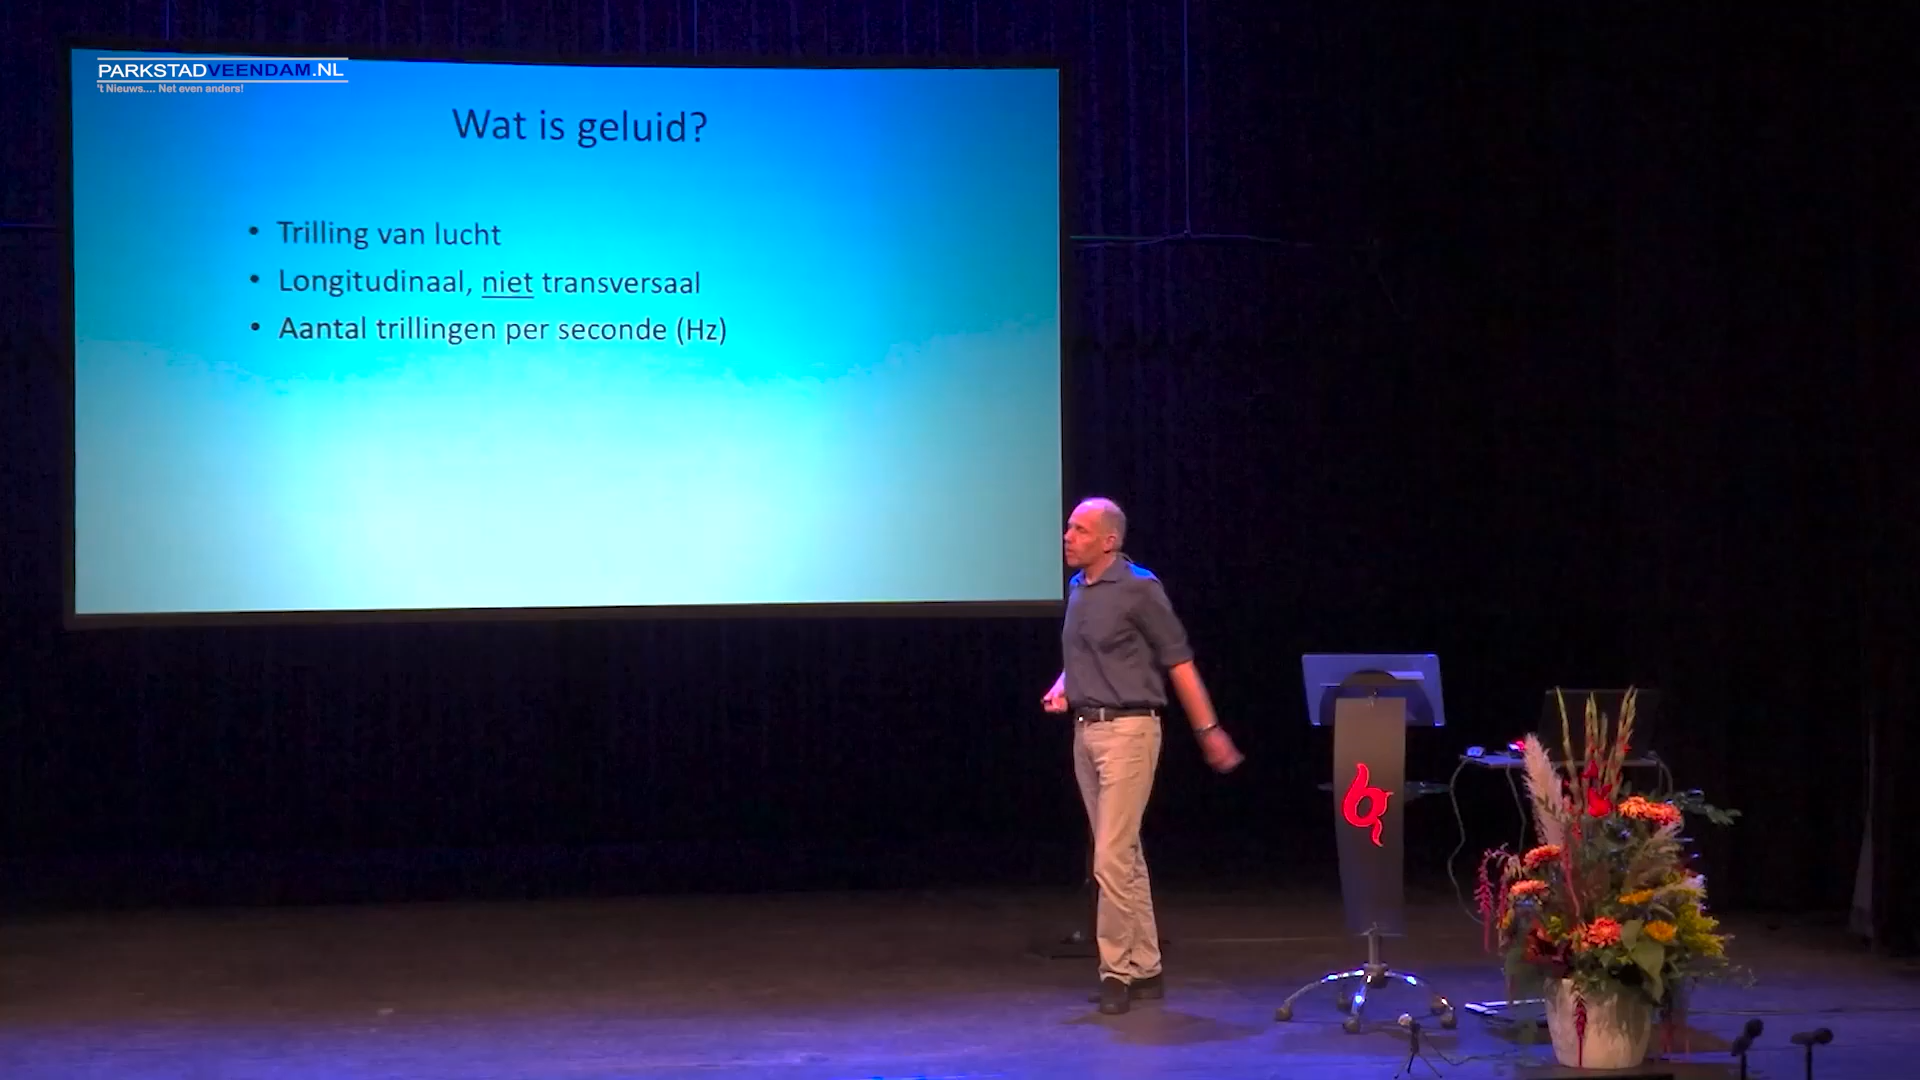 PARKSTADVEENDAM.NL
't Nieuws.... Net even anders!
Wat is geluid?
• Trilling van lucht
• Longitudinaal, niet transversaal
• Aantal trillingen per seconde (Hz)